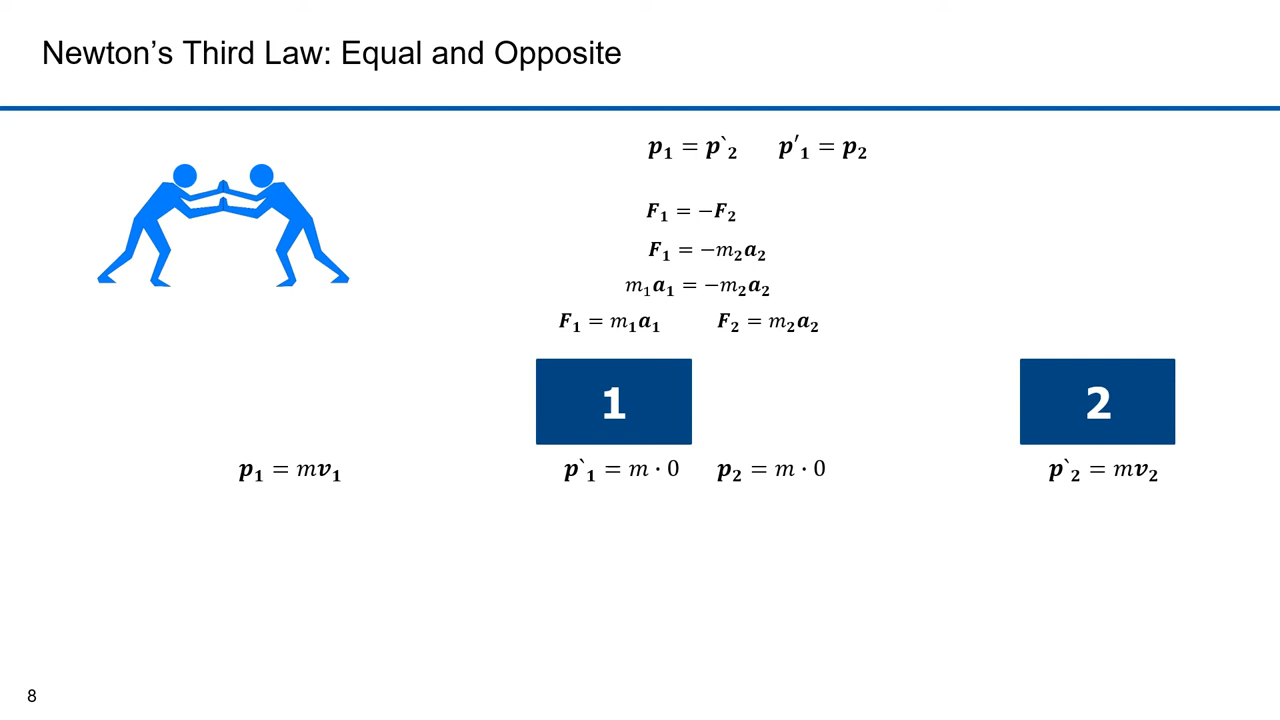 Newton's Third Law: Equal and Opposite
p₁ = p`₂ p′₁ = p₂
F₁ = −F₂
F₁ = −m₂a₂
m₁a₁ = −m₂a₂
F₁ = m₁a₁ F₂ = m₂a₂
1 2
p₁ = mv₁ p`₁ = m · 0 p₂ = m · 0 p`₂ = mv₂
8